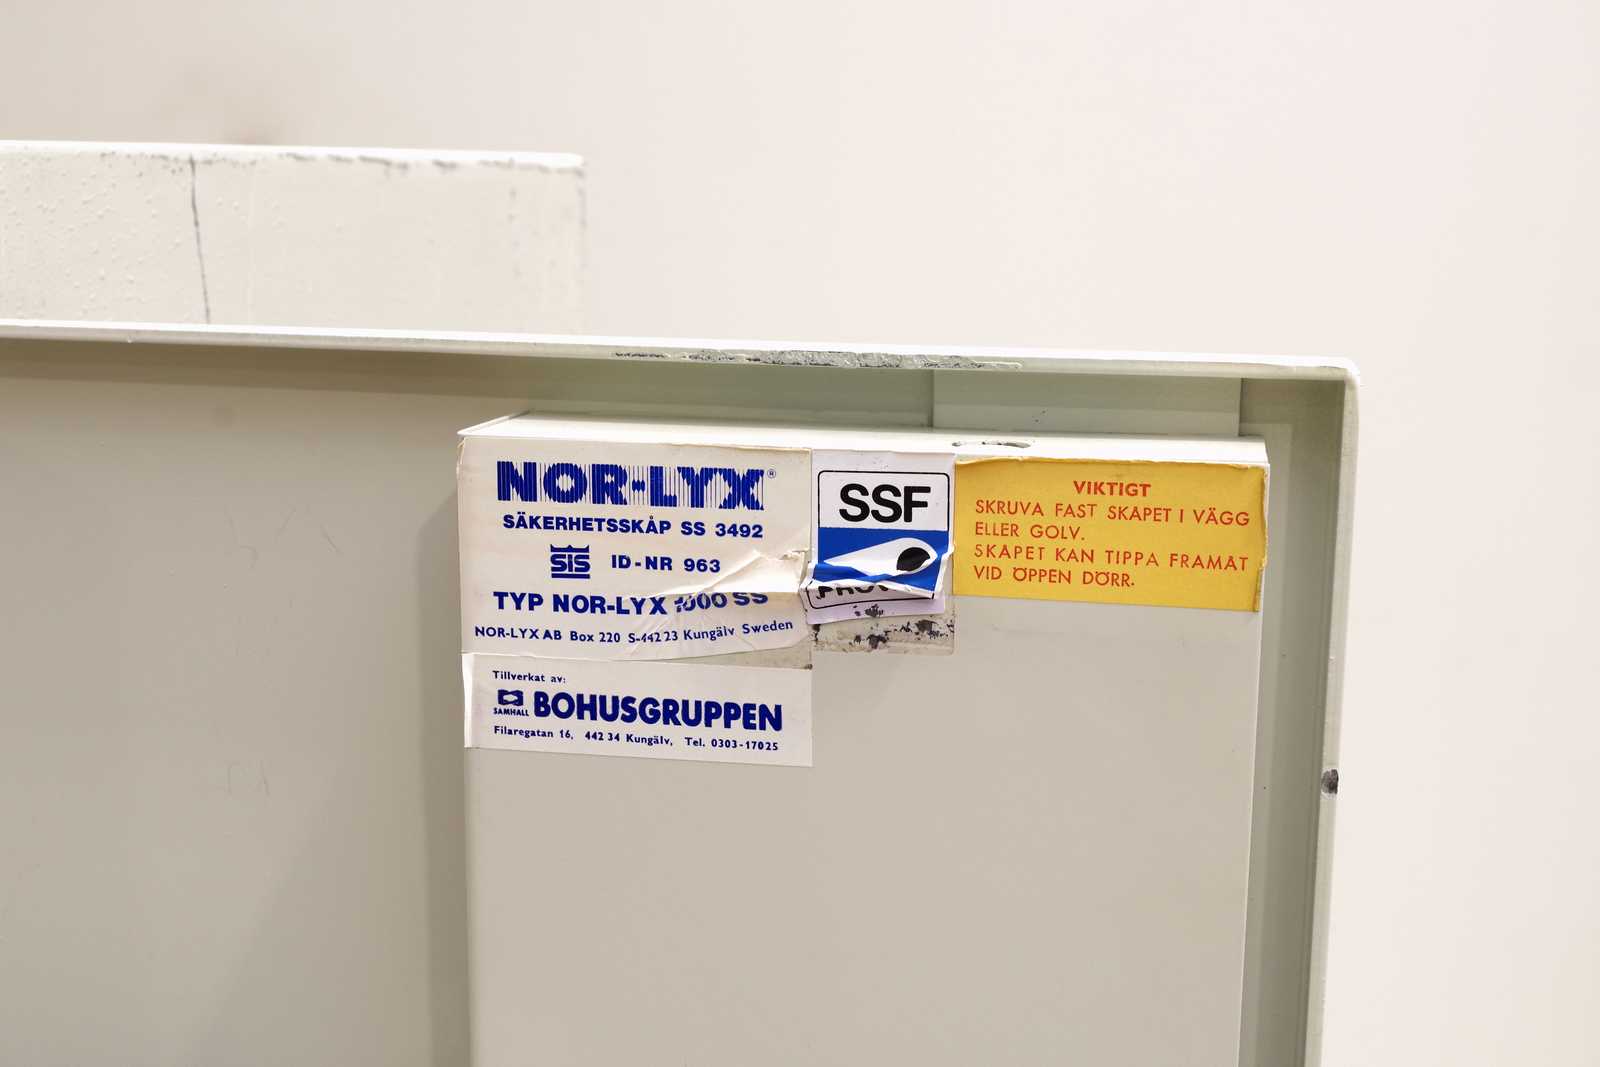 NOR-LYX®
SÄKERHETSSKÅP SS 3492
SIS ID-NR 963
TYP NOR-LYX 1000 SS
NOR-LYX AB Box 220 S-442 23 Kungälv Sweden
Tillverkat av:
SAMHALL BOHUSGRUPPEN
Filaregatan 16, 442 34 Kungälv, Tel. 0303-17025
SSF
VIKTIGT
SKRUVA FAST SKÅPET I VÄGG
ELLER GOLV.
SKÅPET KAN TIPPA FRAMÅT
VID ÖPPEN DÖRR.